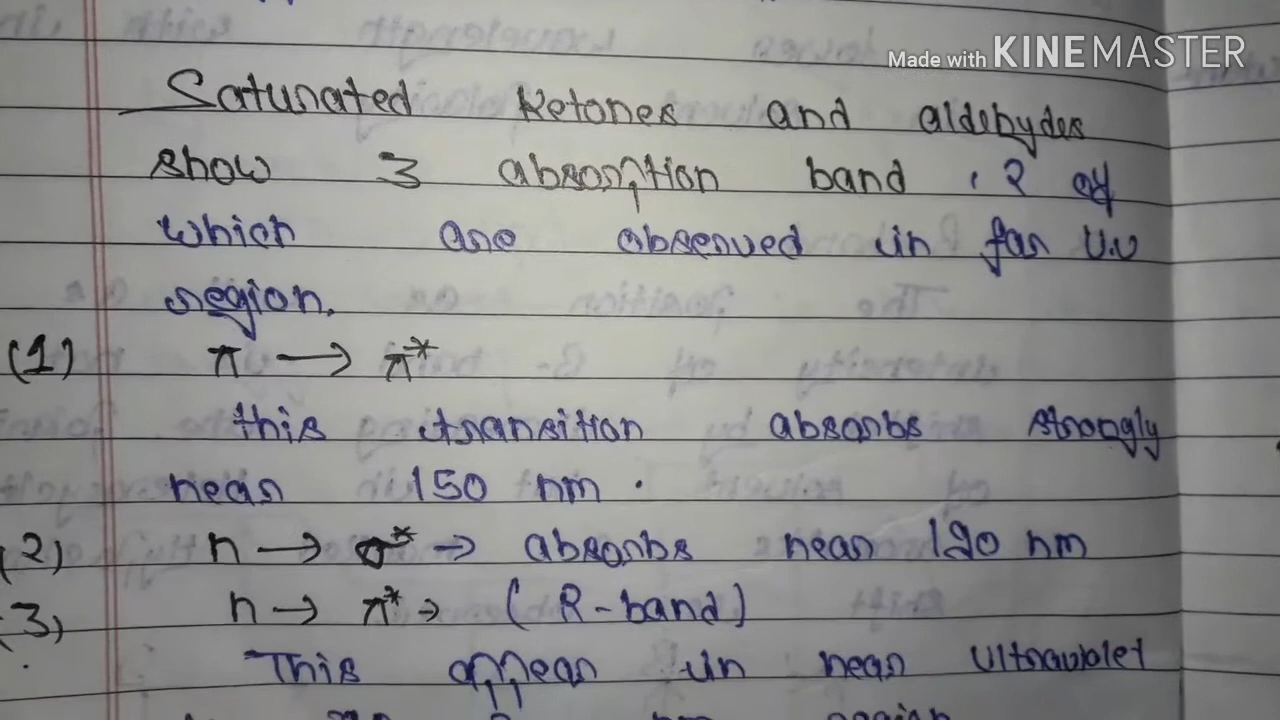 Made with KINEMASTER
Saturated Ketones and aldehydes
show 3 absorption band, 2 of
which are observed in far U.V
region.
(1) π → π*
this transition absorbs strongly
near 150 nm.
(2) n → σ* → absorbs near 190 nm
(3) n → π* → (R-band)
This appear in near Ultraviolet
nm region